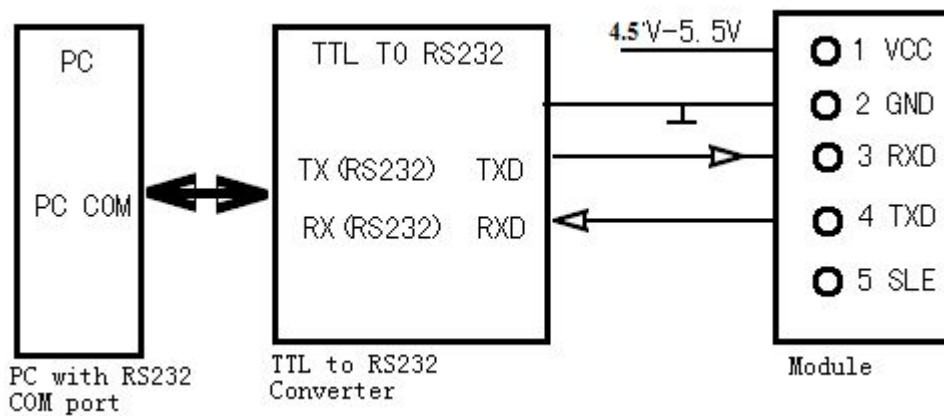 PC
PC COM
PC with RS232
COM port
TTL TO RS232
TX(RS232) TXD
RX(RS232) RXD
TTL to RS232
Converter
4.5V-5.5V
1 VCC
2 GND
3 RXD
4 TXD
5 SLE
Module